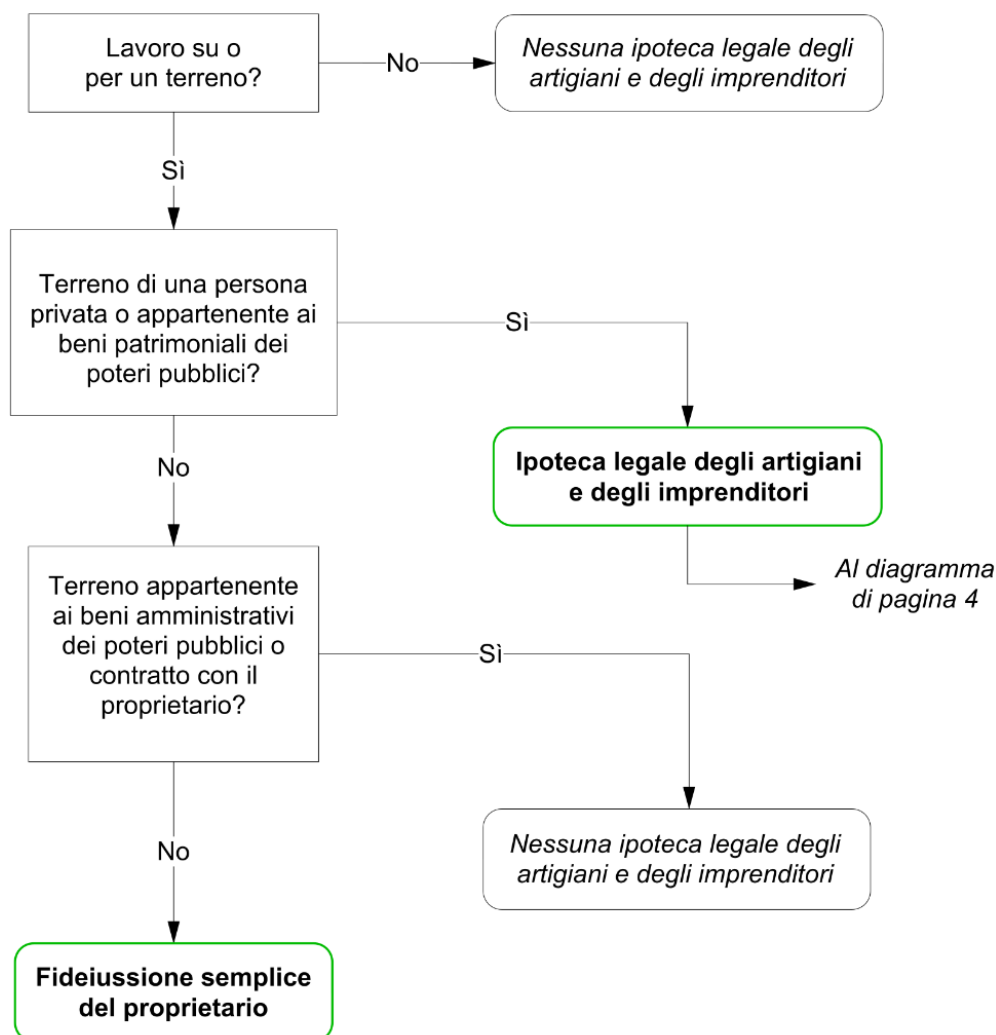 Lavoro su o
per un terreno?
No
Nessuna ipoteca legale degli
artigiani e degli imprenditori
Sì
Terreno di una persona
privata o appartenente ai
beni patrimoniali dei
poteri pubblici?
Sì
No
Ipoteca legale degli artigiani
e degli imprenditori
Al diagramma
di pagina 4
Terreno appartenente
ai beni amministrativi
dei poteri pubblici o
contratto con il
proprietario?
Sì
No
Nessuna ipoteca legale degli
artigiani e degli imprenditori
Fideiussione semplice
del proprietario